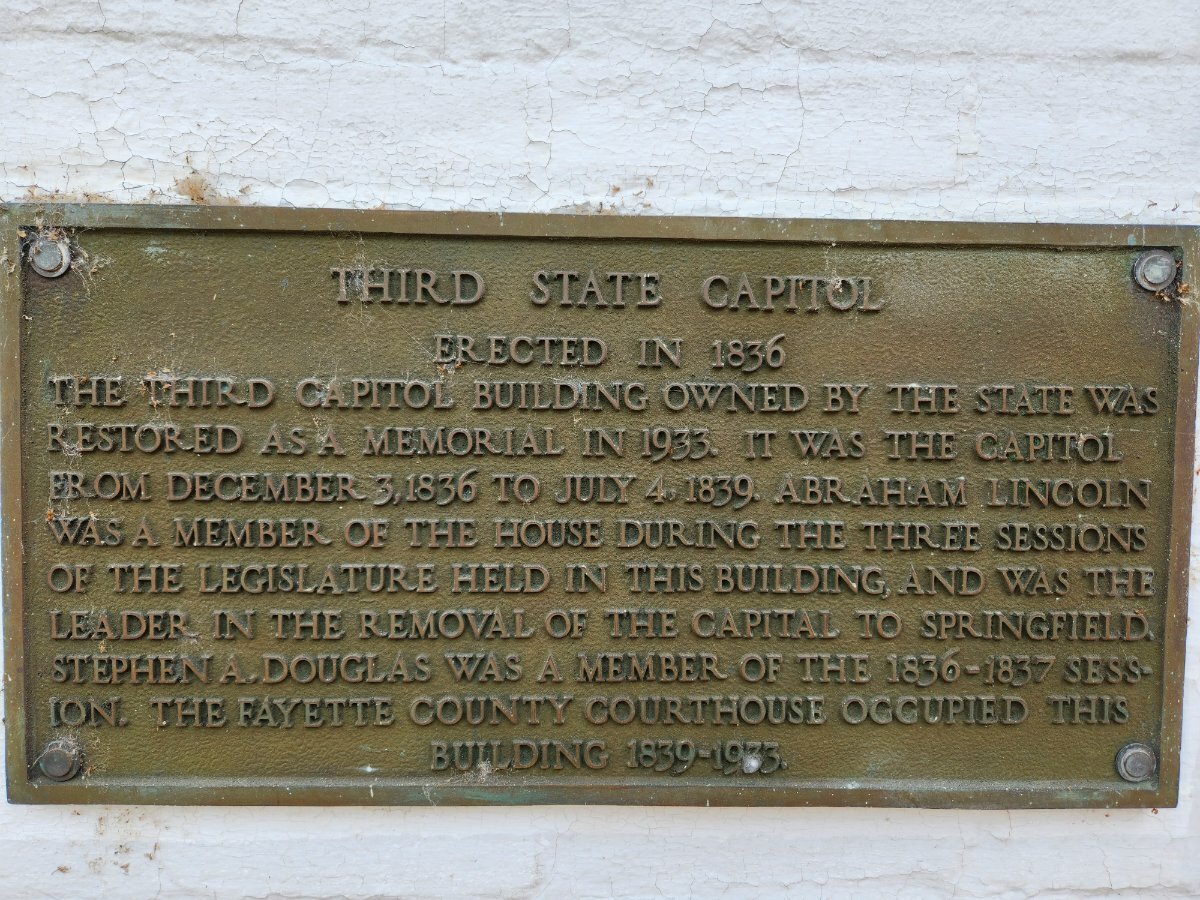 THIRD STATE CAPITOL
ERECTED IN 1836
THE THIRD CAPITOL BUILDING OWNED BY THE STATE WAS
RESTORED AS A MEMORIAL IN 1933. IT WAS THE CAPITOL
FROM DECEMBER 3, 1836 TO JULY 4, 1839. ABRAHAM LINCOLN
WAS A MEMBER OF THE HOUSE DURING THE THREE SESSIONS
OF THE LEGISLATURE HELD IN THIS BUILDING, AND WAS THE
LEADER IN THE REMOVAL OF THE CAPITAL TO SPRINGFIELD.
STEPHEN A. DOUGLAS WAS A MEMBER OF THE 1836-1837 SESS-
ION. THE FAYETTE COUNTY COURTHOUSE OCCUPIED THIS
BUILDING 1839-1933.